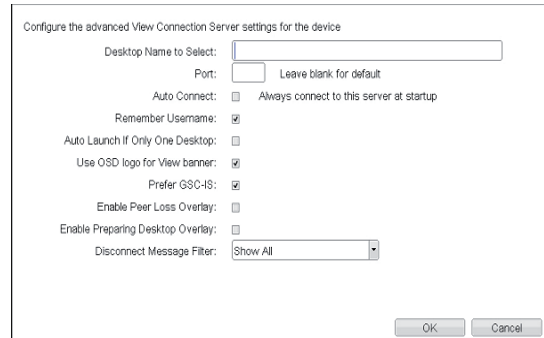 Configure the advanced View Connection Server settings for the device
Desktop Name to Select:
Port: Leave blank for default
Auto Connect: Always connect to this server at startup
Remember Username:
Auto Launch If Only One Desktop:
Use OSD logo for View banner:
Prefer GSC-IS:
Enable Peer Loss Overlay:
Enable Preparing Desktop Overlay:
Disconnect Message Filter: Show All
OK Cancel